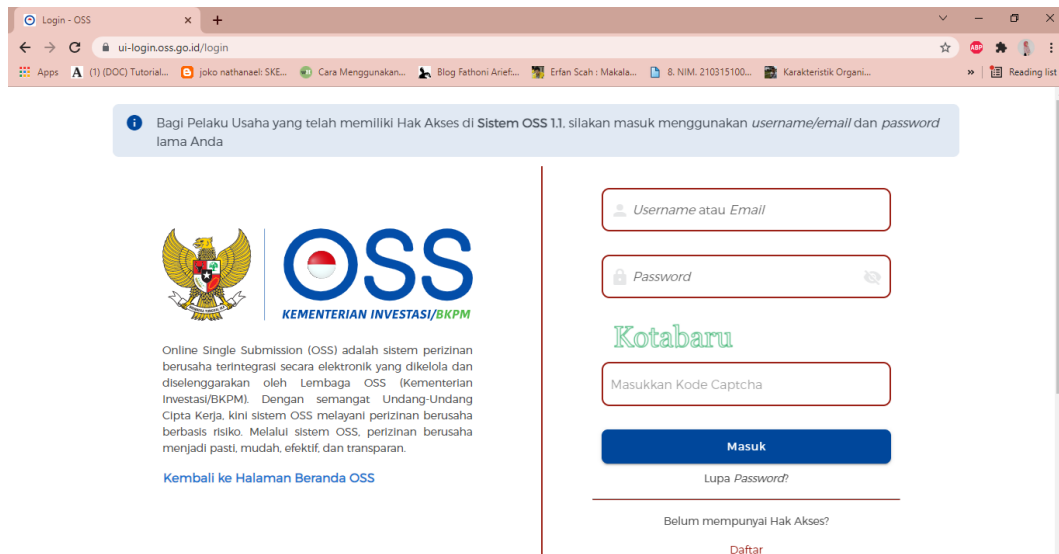 Login - OSS
ui-login.oss.go.id/login
ABP
Apps
A (1) (DOC) Tutorial...
joko nathanael: SKE...
Cara Menggunakan...
Blog Fathoni Arief:...
Erfan Scah : Makala...
8. NIM. 210315100...
Karakteristik Organi...
»
Reading list
Bagi Pelaku Usaha yang telah memiliki Hak Akses di Sistem OSS 1.1, silakan masuk menggunakan username/email dan password
lama Anda
OSS
KEMENTERIAN INVESTASI/BKPM
Online Single Submission (OSS) adalah sistem perizinan
berusaha terintegrasi secara elektronik yang dikelola dan
diselenggarakan oleh Lembaga OSS (Kementerian
Investasi/BKPM). Dengan semangat Undang-Undang
Cipta Kerja, kini sistem OSS melayani perizinan berusaha
berbasis risiko. Melalui sistem OSS, perizinan berusaha
menjadi pasti, mudah, efektif, dan transparan.
Kembali ke Halaman Beranda OSS
Username atau Email
Password
Kotabaru
Masukkan Kode Captcha
Masuk
Lupa Password?
Belum mempunyai Hak Akses?
Daftar